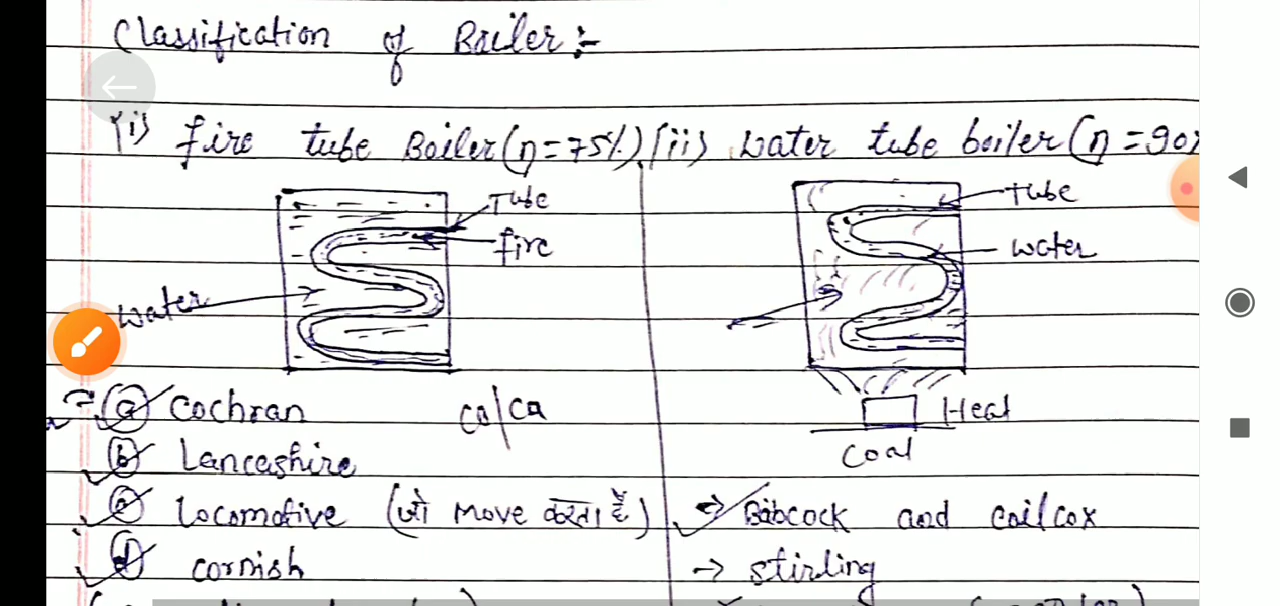 Classification of Boiler :-
(i) fire tube Boiler (η = 75%)
Tube
fire
water
(a) Cochran
co/ca
(b) Lancashire
(c) Locomotive (जो move करता है)
(d) cornish
(ii) water tube boiler (η = 90%
Tube
water
Heat
Coal
→ Babcock and coilcox
→ stirling